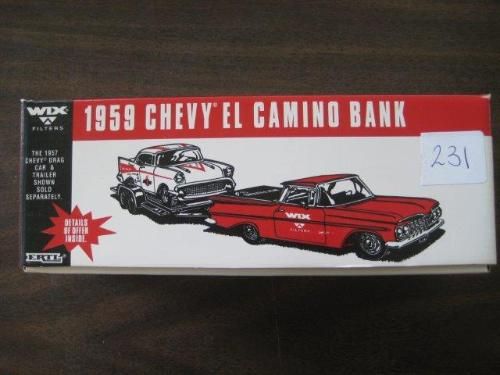 WIX
FILTERS
1959 CHEVY® EL CAMINO BANK
231
THE 1957
CHEVY® DRAG
CAR &
TRAILER
SHOWN
SOLD
SEPARATELY.
DETAILS
OF OFFER
INSIDE.
ERTL
WIX
FILTERS